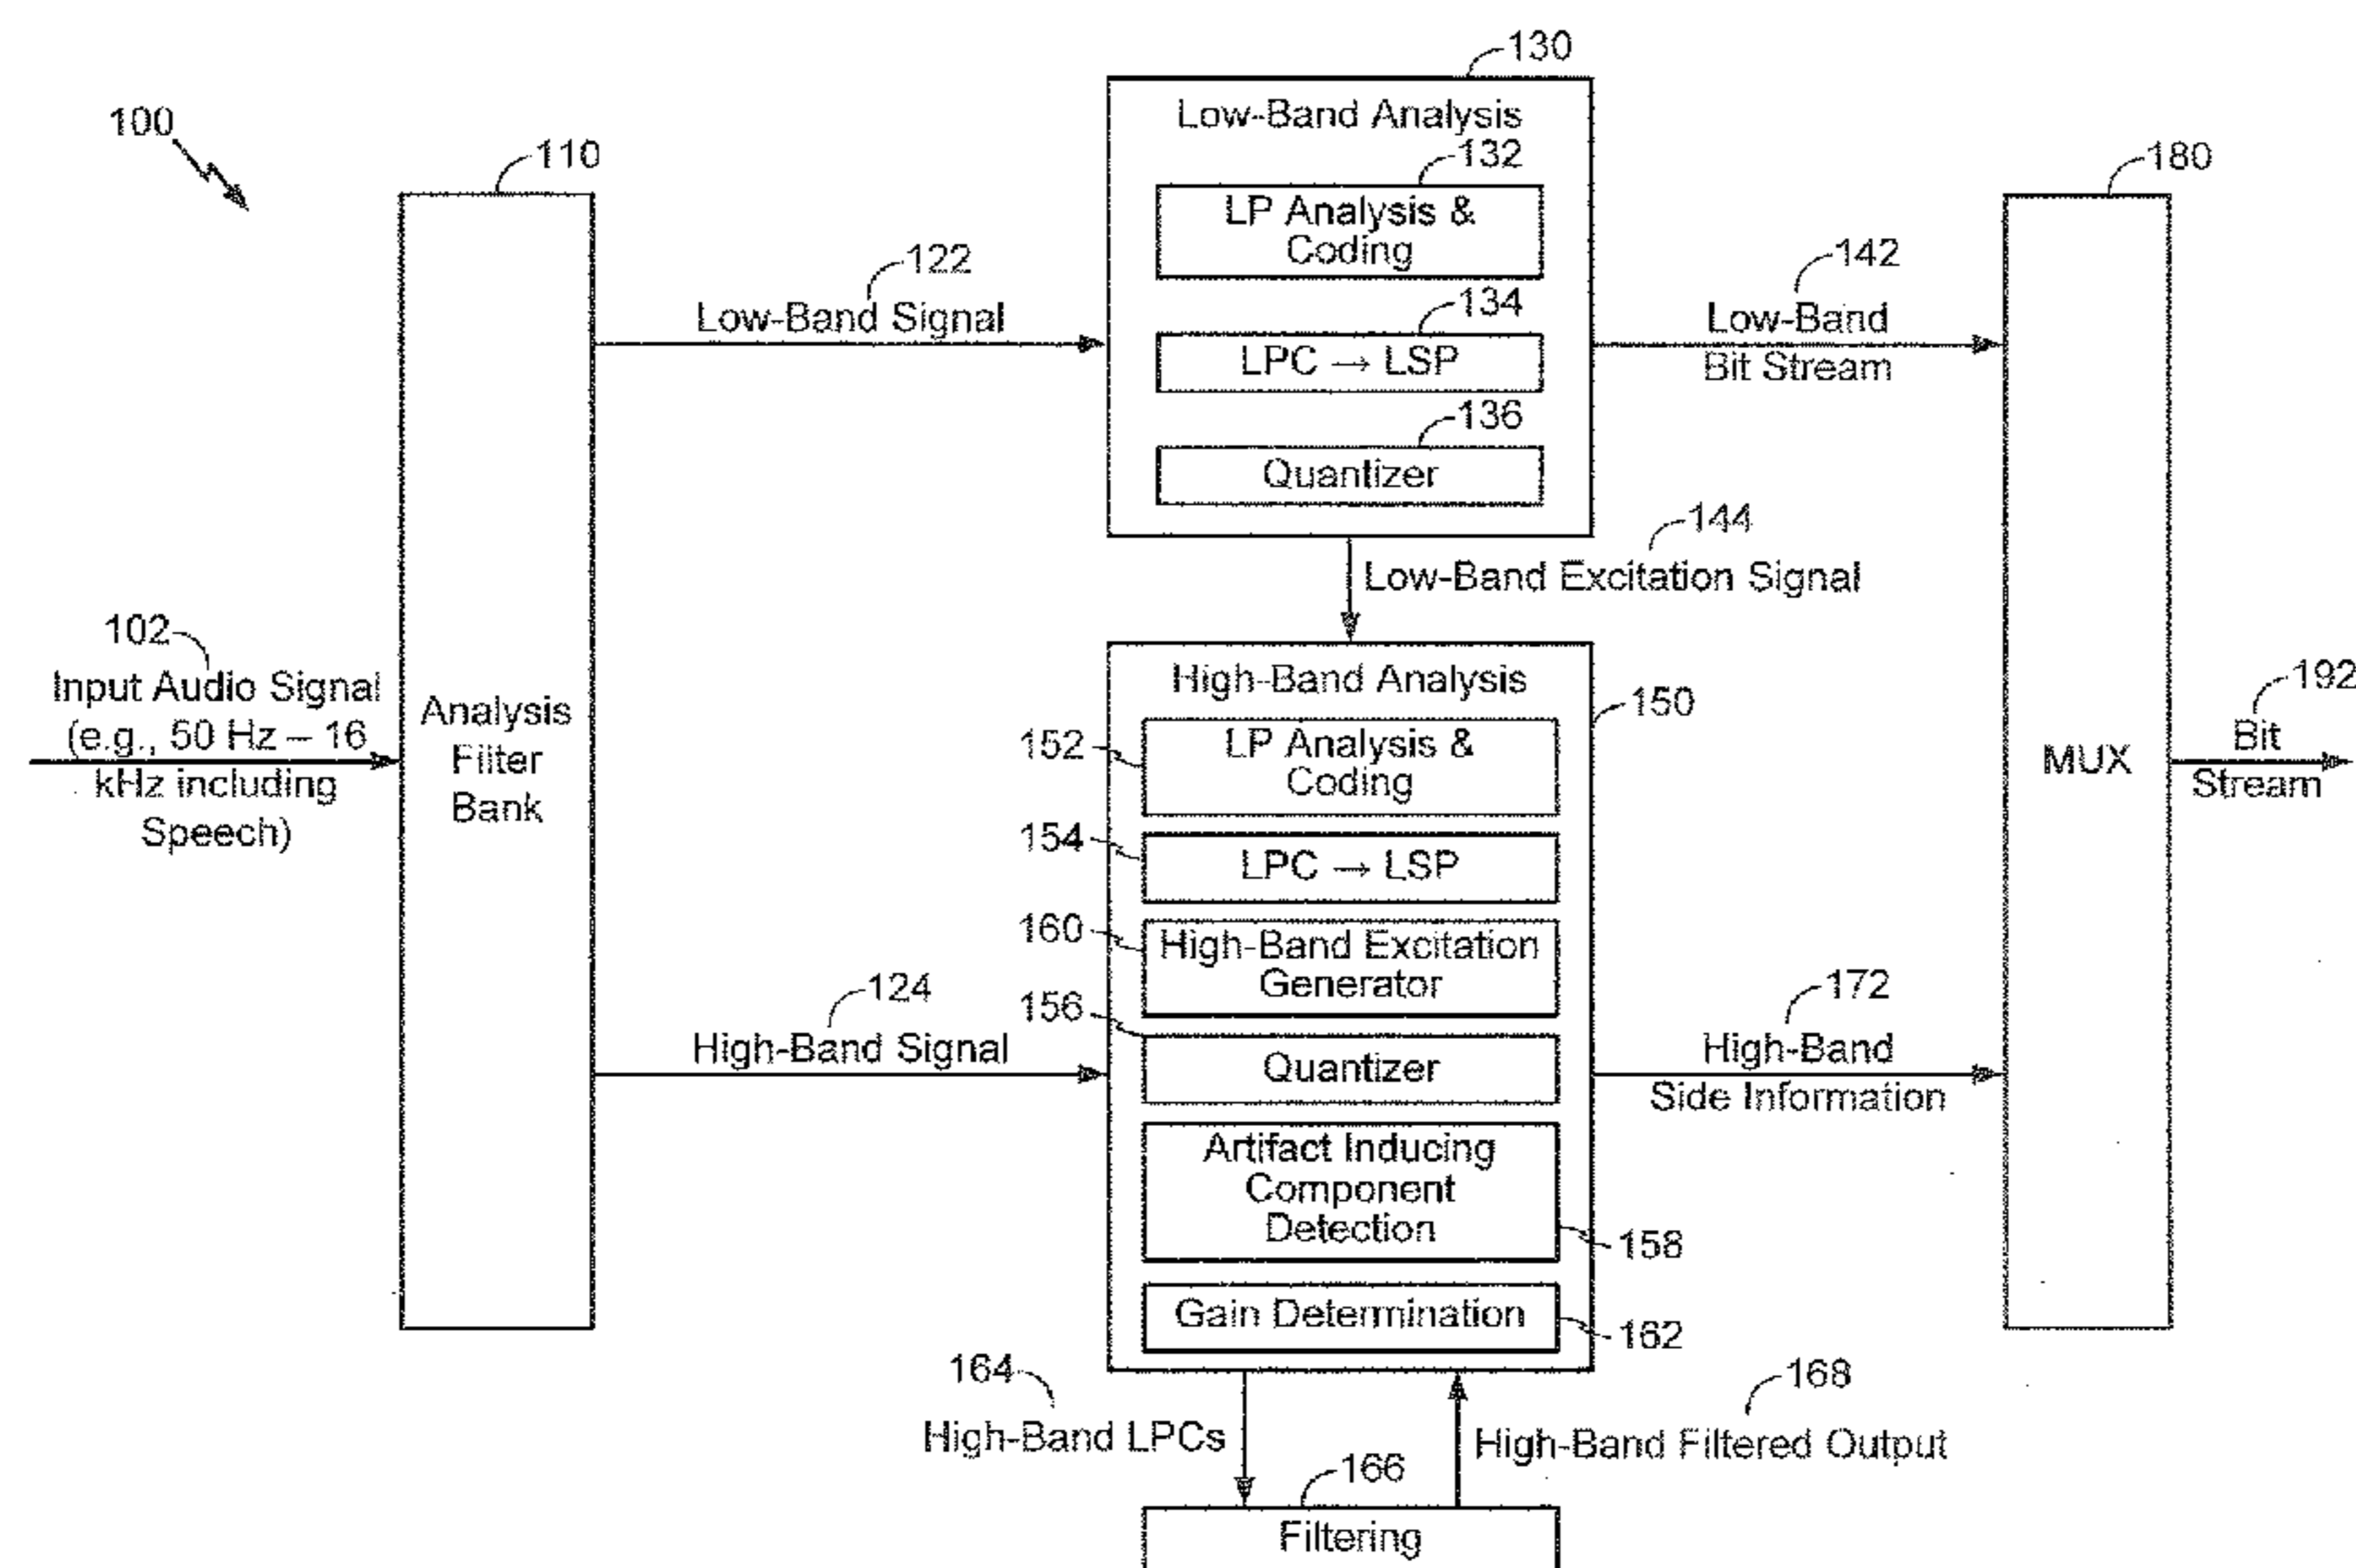 100
110
130
Low-Band Analysis
132
LP Analysis &
Coding
134
LPC → LSP
136
Quantizer
180
122
Low-Band Signal
142
Low-Band
Bit Stream
144
Low-Band Excitation Signal
102
Input Audio Signal
(e.g., 50 Hz – 16
kHz including
Speech)
Analysis
Filter
Bank
High-Band Analysis
150
152
LP Analysis &
Coding
154
LPC → LSP
160
High-Band Excitation
Generator
156
Quantizer
Artifact Inducing
Component
Detection
158
Gain Determination
162
124
High-Band Signal
172
High-Band
Side Information
MUX
192
Bit
Stream
164
High-Band LPCs
168
High-Band Filtered Output
166
Filtering